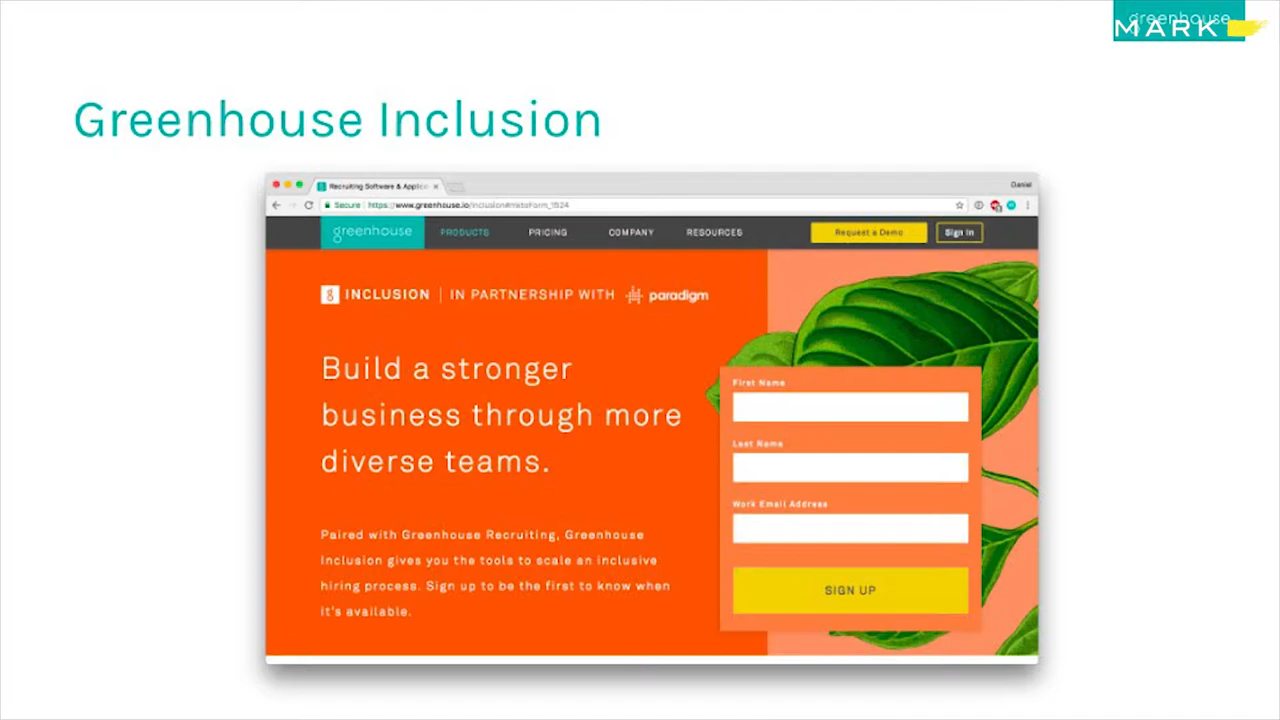 greenhouse
MARK
Greenhouse Inclusion
Recruiting Software & Applic
Daniel
Secure https://www.greenhouse.io/inclusion#mktoForm_1524
greenhouse PRODUCTS PRICING COMPANY RESOURCES Request a Demo Sign In
g INCLUSION | IN PARTNERSHIP WITH paradigm
Build a stronger
business through more
diverse teams.
Paired with Greenhouse Recruiting, Greenhouse
Inclusion gives you the tools to scale an inclusive
hiring process. Sign up to be the first to know when
it's available.
First Name
Last Name
Work Email Address
SIGN UP